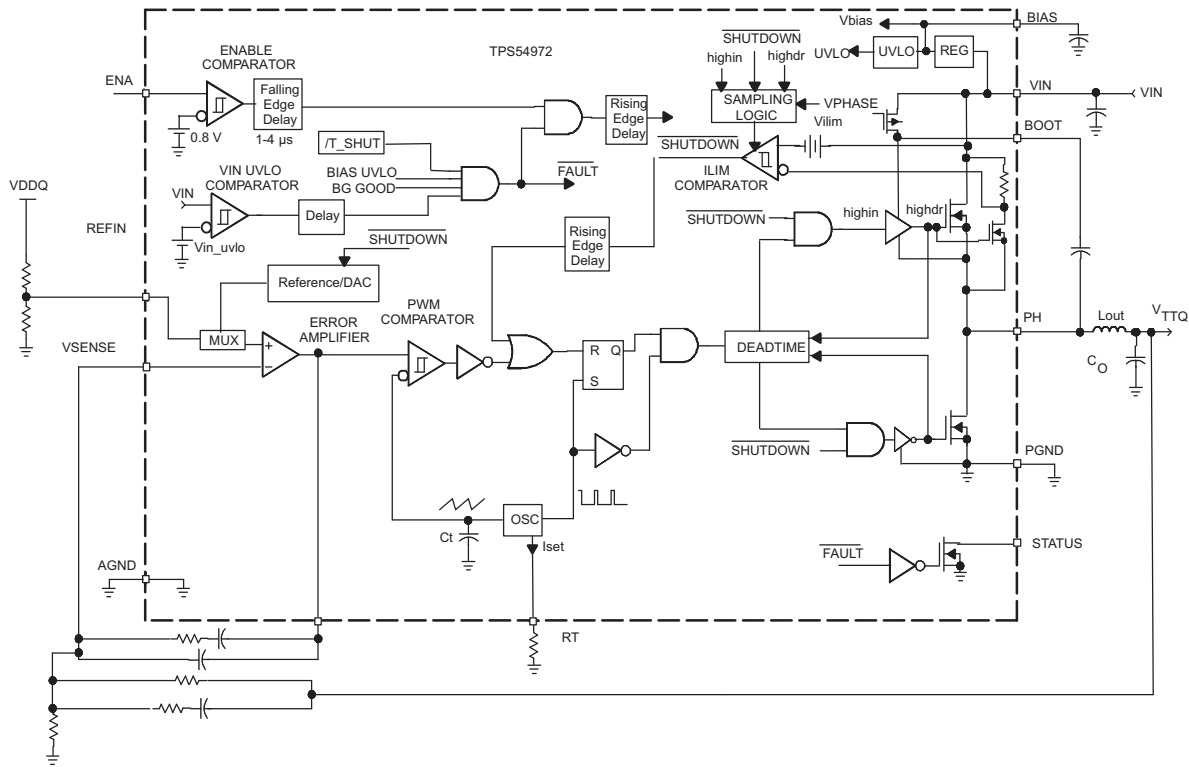 BIAS
Vbias
SHUTDOWN
ENABLE
COMPARATOR
TPS54972
highin
highdr
UVLO
UVLO
REG
ENA
Falling
Edge
Delay
VIN
VIN
SAMPLING
LOGIC
VPHASE
Rising
Edge
Delay
0.8 V
1-4 µs
BOOT
/T_SHUT
SHUTDOWN
Vilim
VIN UVLO
COMPARATOR
BIAS UVLO
BG GOOD
FAULT
ILIM
COMPARATOR
VDDQ
VIN
Delay
REFIN
SHUTDOWN
highin
highdr
Vin_uvlo
SHUTDOWN
Rising
Edge
Delay
Reference/DAC
PWM
COMPARATOR
ERROR
AMPLIFIER
MUX
PH
Lout
VTTQ
VSENSE
+
−
R Q
S
DEADTIME
CO
SHUTDOWN
PGND
OSC
Ct
Iset
FAULT
STATUS
AGND
RT